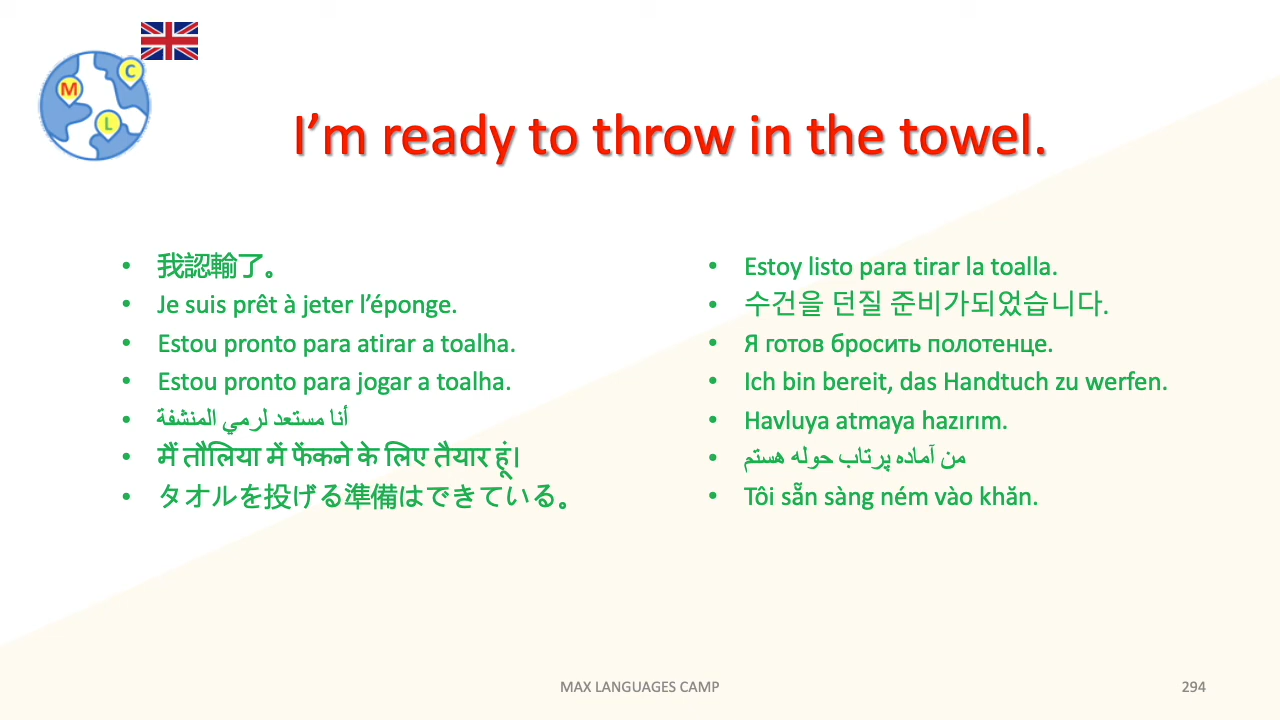 M
C
L
I’m ready to throw in the towel.
• 我認輸了。
• Je suis prêt à jeter l’éponge.
• Estou pronto para atirar a toalha.
• Estou pronto para jogar a toalha.
• أنا مستعد لرمي المنشفة
• मैं तौलिया में फेंकने के लिए तैयार हूं।
• タオルを投げる準備はできている。
• Estoy listo para tirar la toalla.
• 수건을 던질 준비가되었습니다.
• Я готов бросить полотенце.
• Ich bin bereit, das Handtuch zu werfen.
• Havluya atmaya hazırım.
• من آماده پرتاب حوله هستم
• Tôi sẵn sàng ném vào khăn.
MAX LANGUAGES CAMP
294